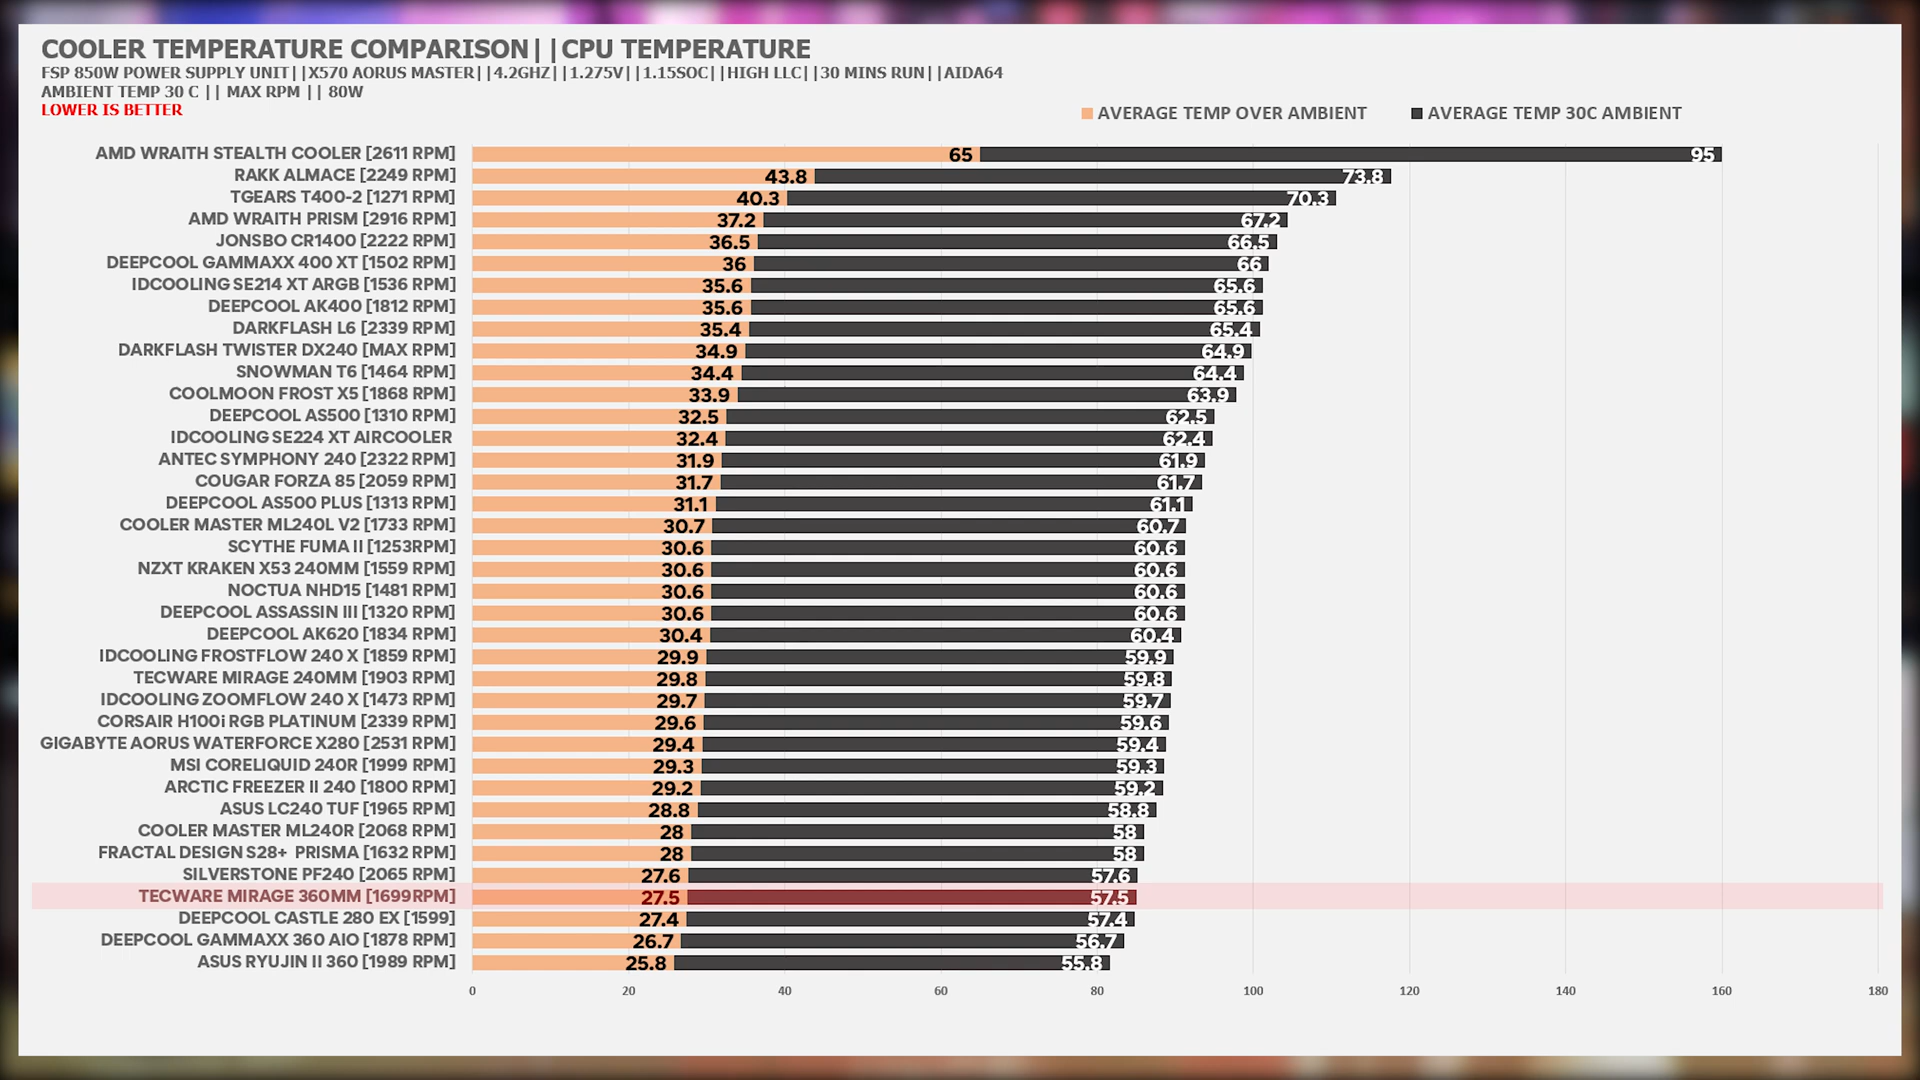 COOLER TEMPERATURE COMPARISON||CPU TEMPERATURE
FSP 850W POWER SUPPLY UNIT||X570 AORUS MASTER||4.2GHZ||1.275V||1.15SOC||HIGH LLC||30 MINS RUN||AIDA64
AMBIENT TEMP 30 C || MAX RPM || 80W
LOWER IS BETTER
AVERAGE TEMP OVER AMBIENT AVERAGE TEMP 30C AMBIENT
AMD WRAITH STEALTH COOLER [2611 RPM] 65 95
RAKK ALMACE [2249 RPM] 43.8 73.8
TGEARS T400-2 [1271 RPM] 40.3 70.3
AMD WRAITH PRISM [2916 RPM] 37.2 67.2
JONSBO CR1400 [2222 RPM] 36.5 66.5
DEEPCOOL GAMMAXX 400 XT [1502 RPM] 36 66
IDCOOLING SE214 XT ARGB [1536 RPM] 35.6 65.6
DEEPCOOL AK400 [1812 RPM] 35.6 65.6
DARKFLASH L6 [2339 RPM] 35.4 65.4
DARKFLASH TWISTER DX240 [MAX RPM] 34.9 64.9
SNOWMAN T6 [1464 RPM] 34.4 64.4
COOLMOON FROST X5 [1868 RPM] 33.9 63.9
DEEPCOOL AS500 [1310 RPM] 32.5 62.5
IDCOOLING SE224 XT AIRCOOLER 32.4 62.4
ANTEC SYMPHONY 240 [2322 RPM] 31.9 61.9
COUGAR FORZA 85 [2059 RPM] 31.7 61.7
DEEPCOOL AS500 PLUS [1313 RPM] 31.1 61.1
COOLER MASTER ML240L V2 [1733 RPM] 30.7 60.7
SCYTHE FUMA II [1253RPM] 30.6 60.6
NZXT KRAKEN X53 240MM [1559 RPM] 30.6 60.6
NOCTUA NHD15 [1481 RPM] 30.6 60.6
DEEPCOOL ASSASSIN III [1320 RPM] 30.6 60.6
DEEPCOOL AK620 [1834 RPM] 30.4 60.4
IDCOOLING FROSTFLOW 240 X [1859 RPM] 29.9 59.9
TECWARE MIRAGE 240MM [1903 RPM] 29.8 59.8
IDCOOLING ZOOMFLOW 240 X [1473 RPM] 29.7 59.7
CORSAIR H100i RGB PLATINUM [2339 RPM] 29.6 59.6
GIGABYTE AORUS WATERFORCE X280 [2531 RPM] 29.4 59.4
MSI CORELIQUID 240R [1999 RPM] 29.3 59.3
ARCTIC FREEZER II 240 [1800 RPM] 29.2 59.2
ASUS LC240 TUF [1965 RPM] 28.8 58.8
COOLER MASTER ML240R [2068 RPM] 28 58
FRACTAL DESIGN S28+ PRISMA [1632 RPM] 28 58
SILVERSTONE PF240 [2065 RPM] 27.6 57.6
TECWARE MIRAGE 360MM [1699RPM] 27.5 57.5
DEEPCOOL CASTLE 280 EX [1599] 27.4 57.4
DEEPCOOL GAMMAXX 360 AIO [1878 RPM] 26.7 56.7
ASUS RYUJIN II 360 [1989 RPM] 25.8 55.8
0 20 40 60 80 100 120 140 160 180